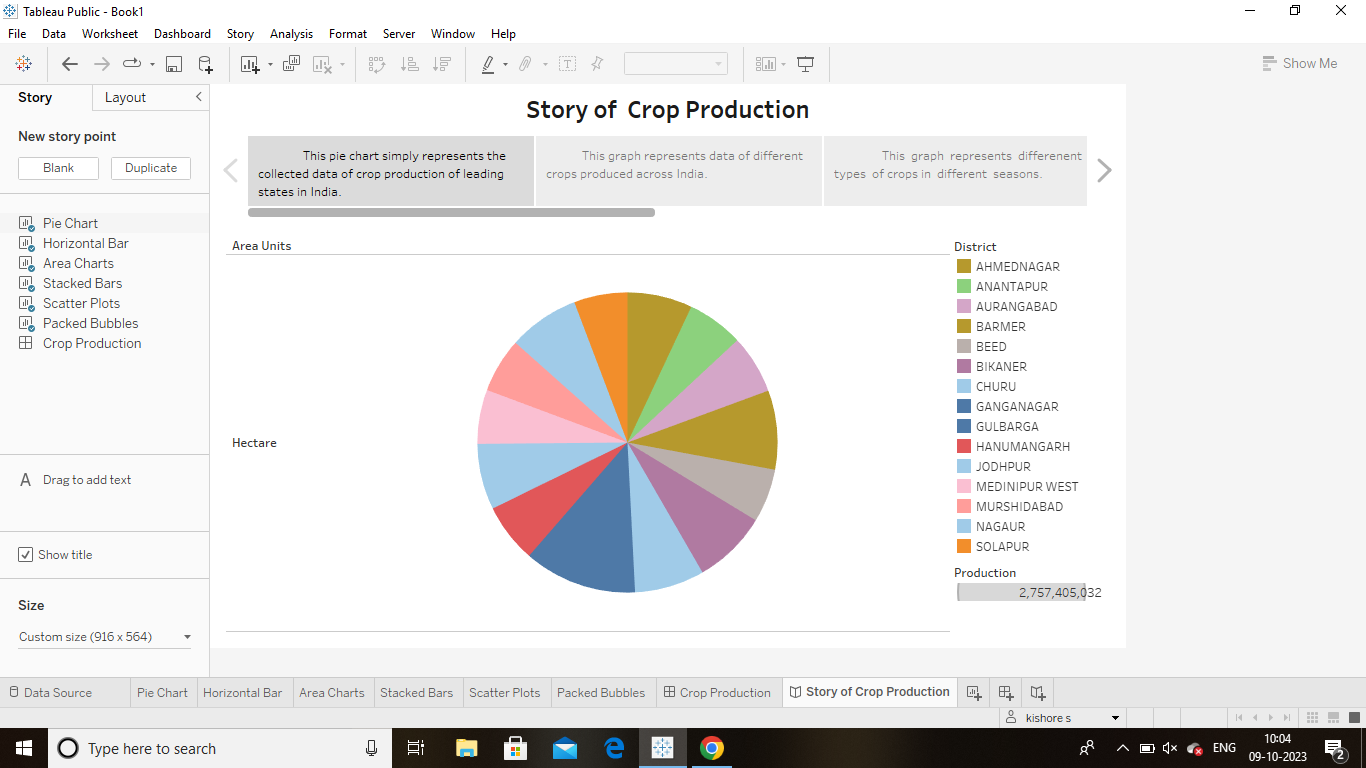 Tableau Public - Book1
File Data Worksheet Dashboard Story Analysis Format Server Window Help
Show Me
Story Layout
New story point
Blank Duplicate
Pie Chart
Horizontal Bar
Area Charts
Stacked Bars
Scatter Plots
Packed Bubbles
Crop Production
A Drag to add text
Show title
Size
Custom size (916 x 564)
Story of Crop Production
This pie chart simply represents the
collected data of crop production of leading
states in India.
This graph represents data of different
crops produced across India.
This graph represents differenent
types of crops in different seasons.
Area Units
Hectare
District
AHMEDNAGAR
ANANTAPUR
AURANGABAD
BARMER
BEED
BIKANER
CHURU
GANGANAGAR
GULBARGA
HANUMANGARH
JODHPUR
MEDINIPUR WEST
MURSHIDABAD
NAGAUR
SOLAPUR
Production
2,757,405,032
Data Source Pie Chart Horizontal Bar Area Charts Stacked Bars Scatter Plots Packed Bubbles Crop Production Story of Crop Production
kishore s
Type here to search
ENG
10:04
09-10-2023
2